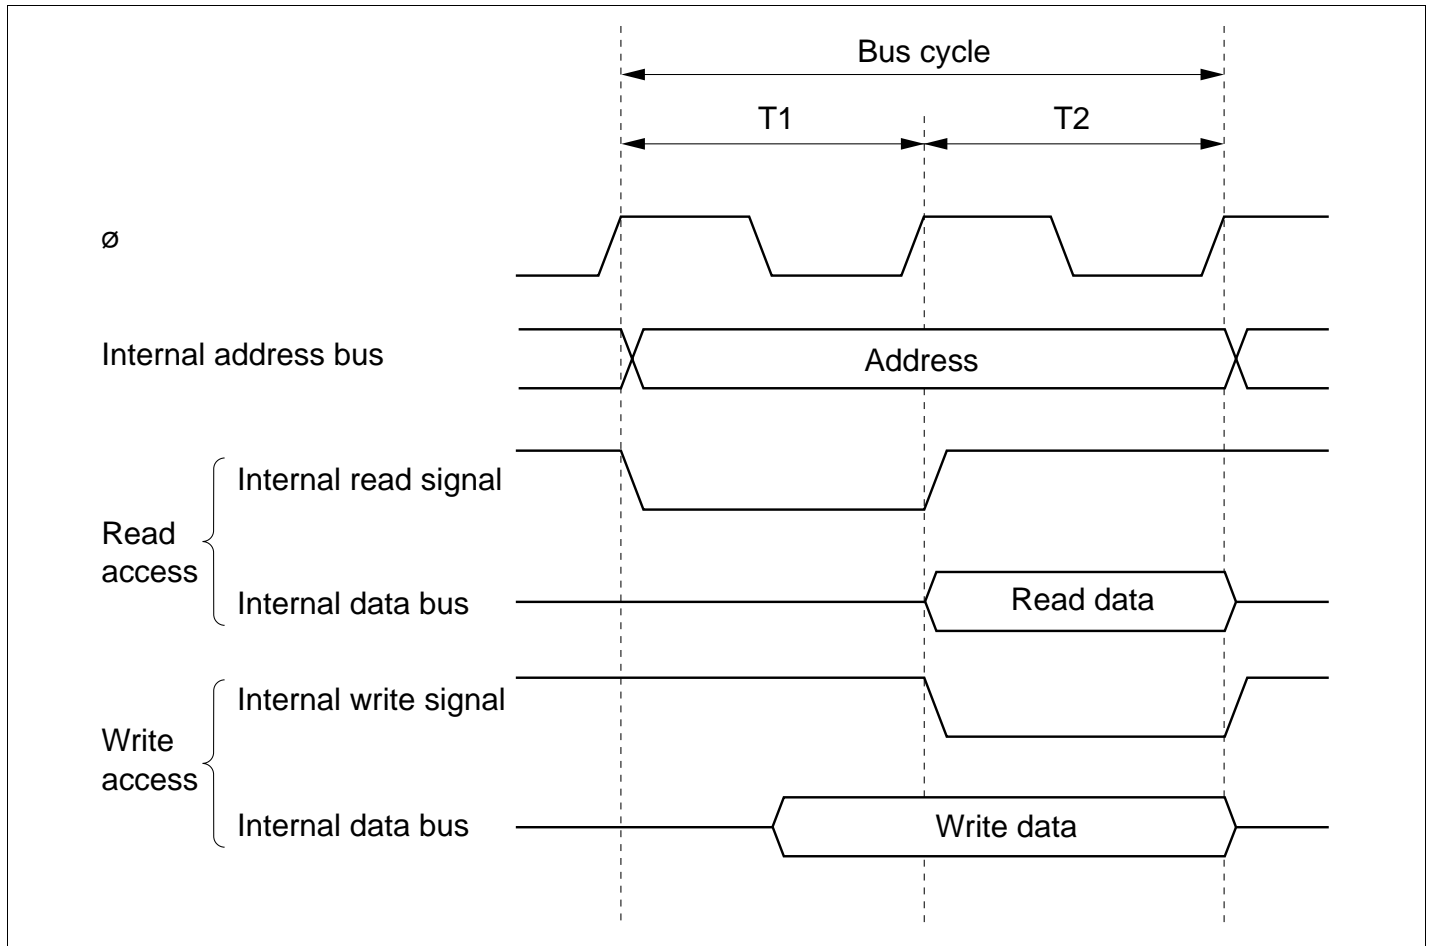 Bus cycle
T1
T2
ø
Internal address bus
Address
Internal read signal
Read
access
Internal data bus
Read data
Internal write signal
Write
access
Internal data bus
Write data